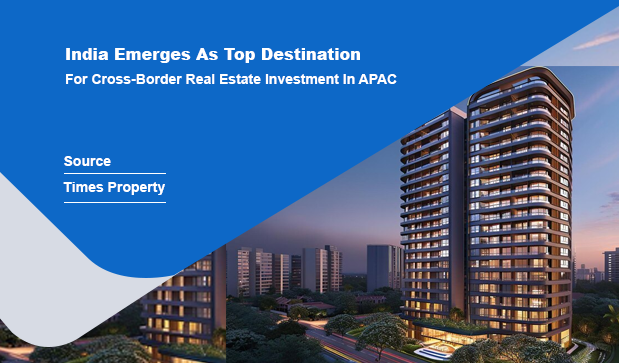 India Emerges As Top Destination
For Cross-Border Real Estate Investment In APAC
Source
Times Property